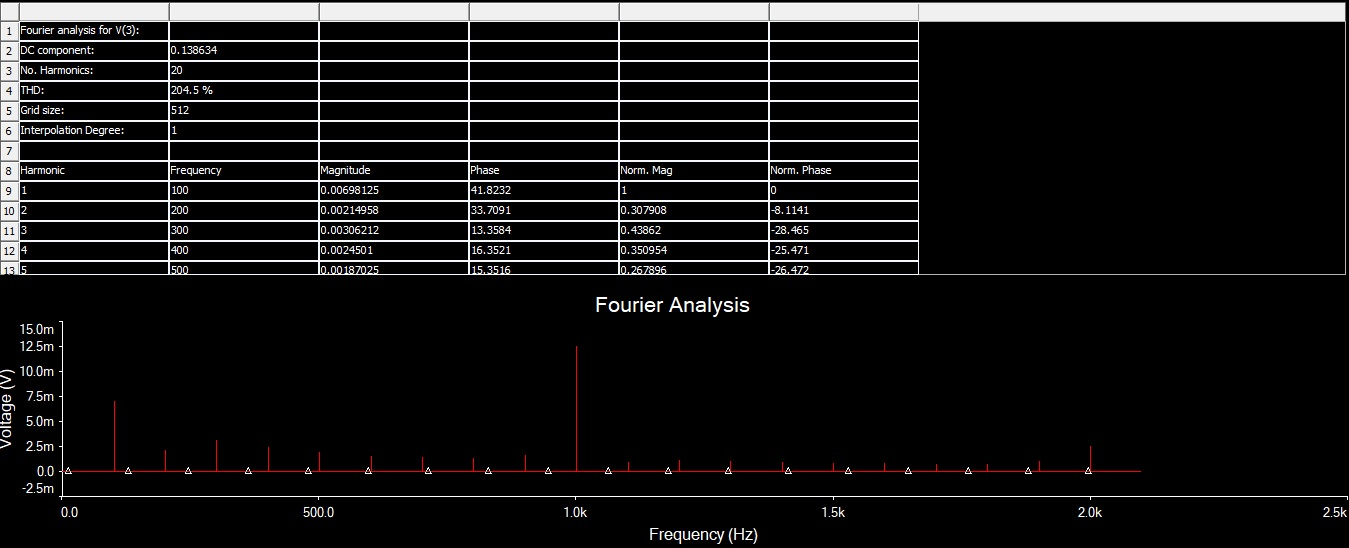 1 Fourier analysis for V(3):
2 DC component: 0.138634
3 No. Harmonics: 20
4 THD: 204.5 %
5 Grid size: 512
6 Interpolation Degree: 1
7
8 Harmonic Frequency Magnitude Phase Norm. Mag Norm. Phase
9 1 100 0.00698125 41.8232 1 0
10 2 200 0.00214958 33.7091 0.307908 -8.1141
11 3 300 0.00306212 13.3584 0.43862 -28.465
12 4 400 0.0024501 16.3521 0.350954 -25.471
13 5 500 0.00187025 15.3516 0.267896 -26.472
Fourier Analysis
15.0m
12.5m
10.0m
7.5m
5.0m
2.5m
0.0
-2.5m
Voltage (V)
0.0 500.0 1.0k 1.5k 2.0k 2.5k
Frequency (Hz)